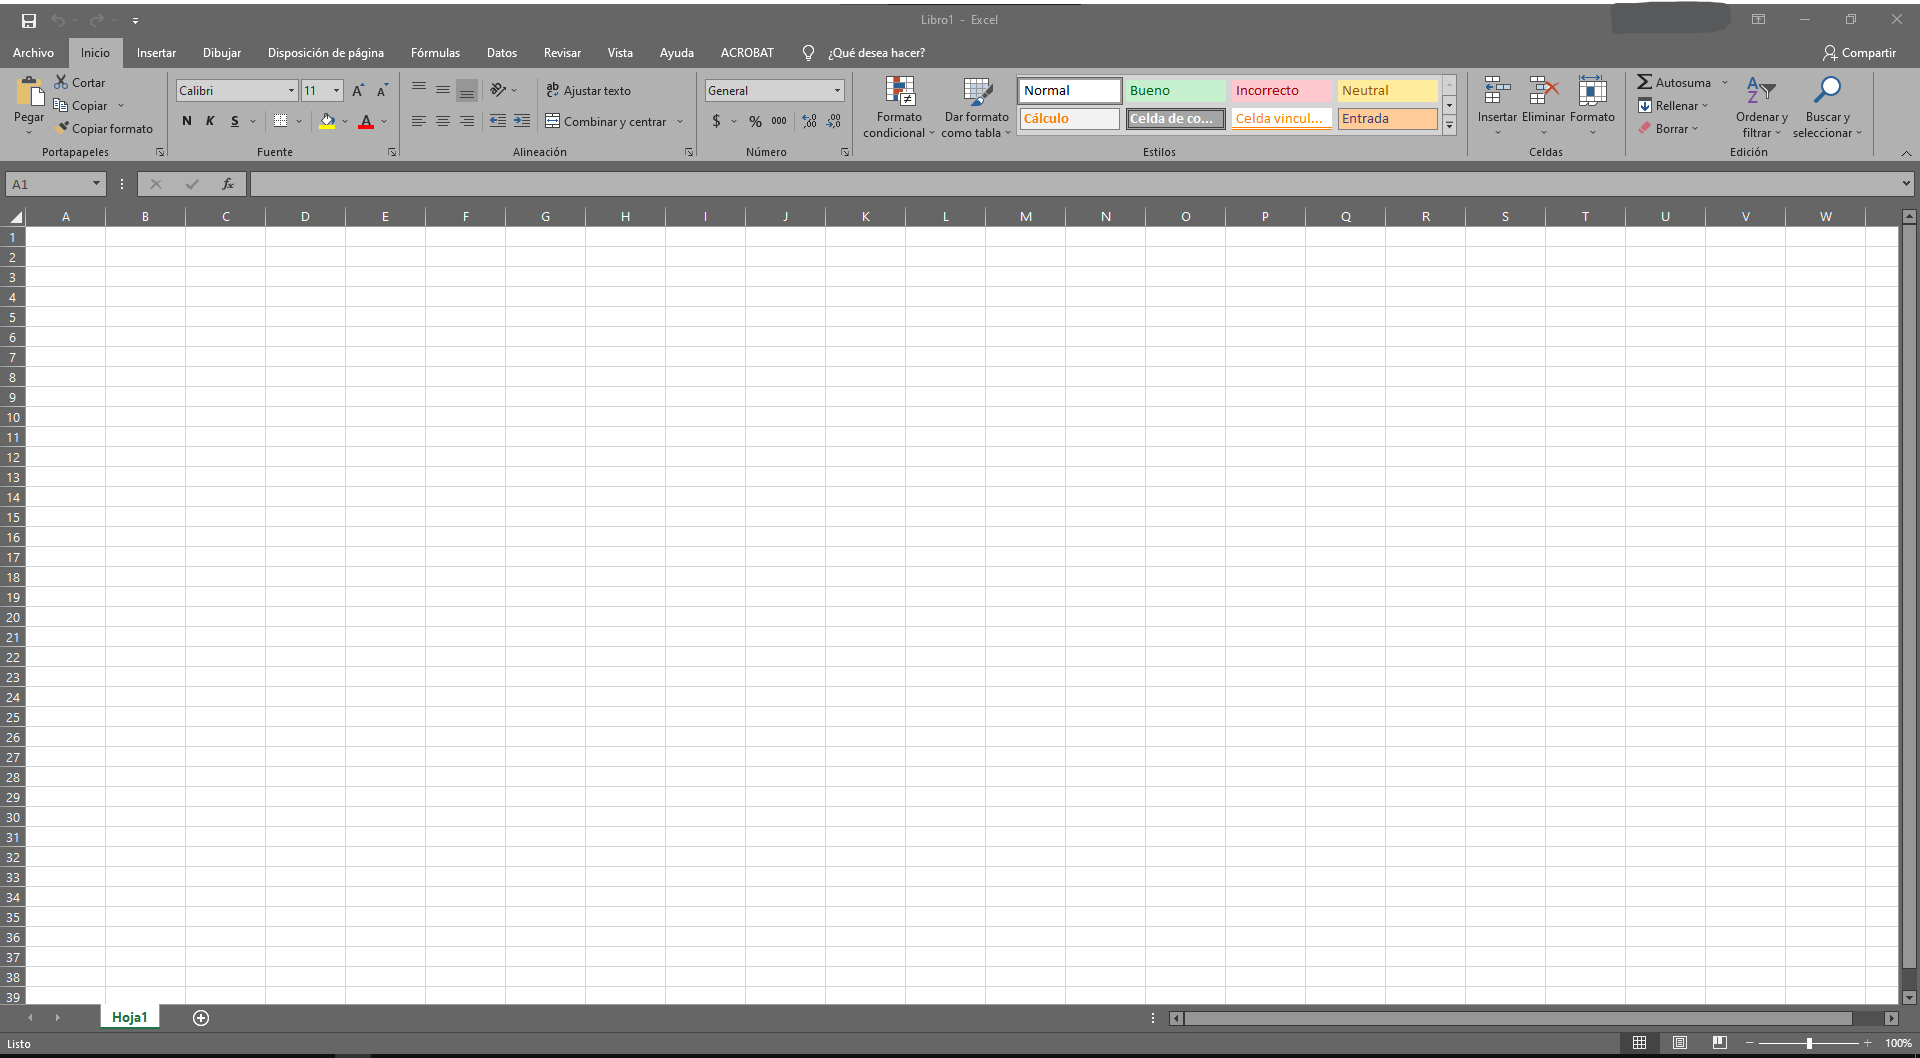 Libro1 - Excel
Archivo Inicio Insertar Dibujar Disposición de página Fórmulas Datos Revisar Vista Ayuda ACROBAT ¿Qué desea hacer? Compartir
Pegar
Cortar
Copiar
Copiar formato
Portapapeles
Calibri 11
N K S A
Fuente
Ajustar texto
Combinar y centrar
Alineación
General
$ % 000
Número
Formato condicional
Dar formato como tabla
Normal Bueno Incorrecto Neutral
Cálculo Celda de co... Celda vincul... Entrada
Estilos
Insertar Eliminar Formato
Celdas
Autosuma
Rellenar
Borrar
Ordenar y filtrar
Buscar y seleccionar
Edición
A1 fx
A B C D E F G H I J K L M N O P Q R S T U V W
1
2
3
4
5
6
7
8
9
10
11
12
13
14
15
16
17
18
19
20
21
22
23
24
25
26
27
28
29
30
31
32
33
34
35
36
37
38
39
Hoja1
Listo 100%